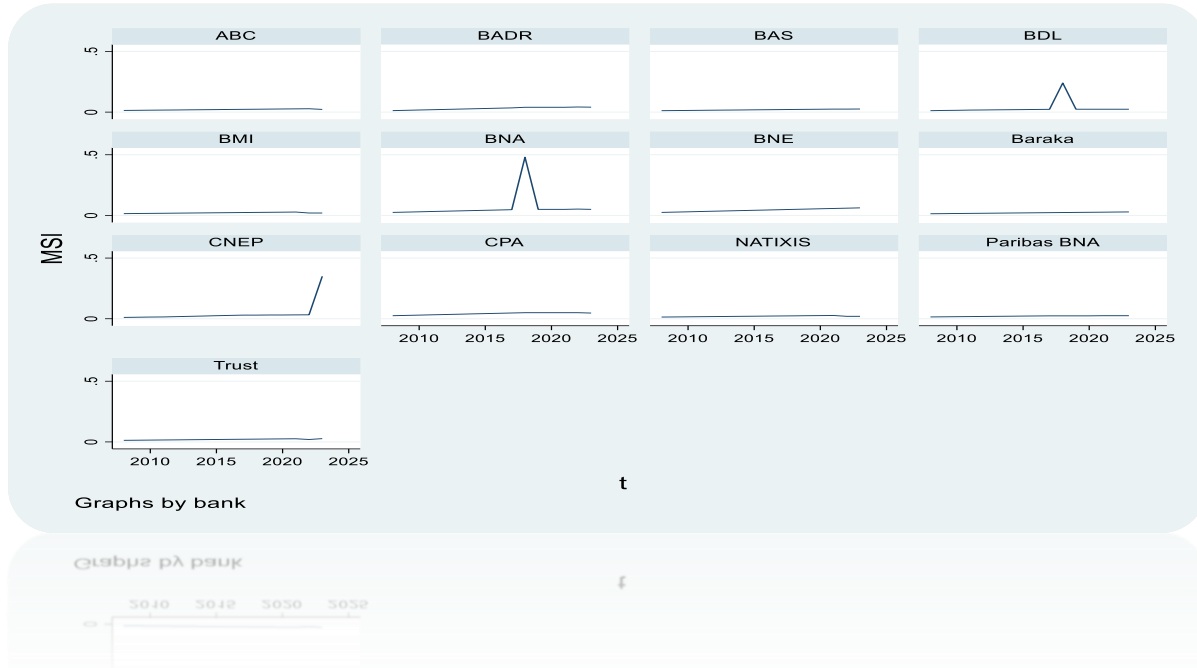 ABC BADR BAS BDL
.5
0
BMI BNA BNE Baraka
.5
0
CNEP CPA NATIXIS Paribas BNA
.5
0
2010 2015 2020 2025 2010 2015 2020 2025 2010 2015 2020 2025
Trust
.5
0
2010 2015 2020 2025
MSI
t
Graphs by bank